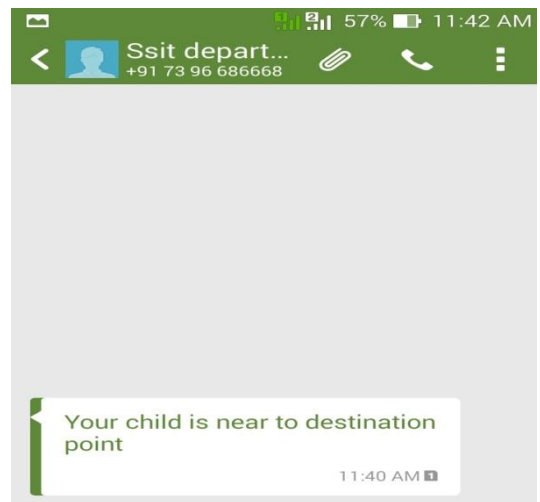 57% 11:42 AM
Ssit depart...
+91 73 96 686668
Your child is near to destination
point
11:40 AM 1